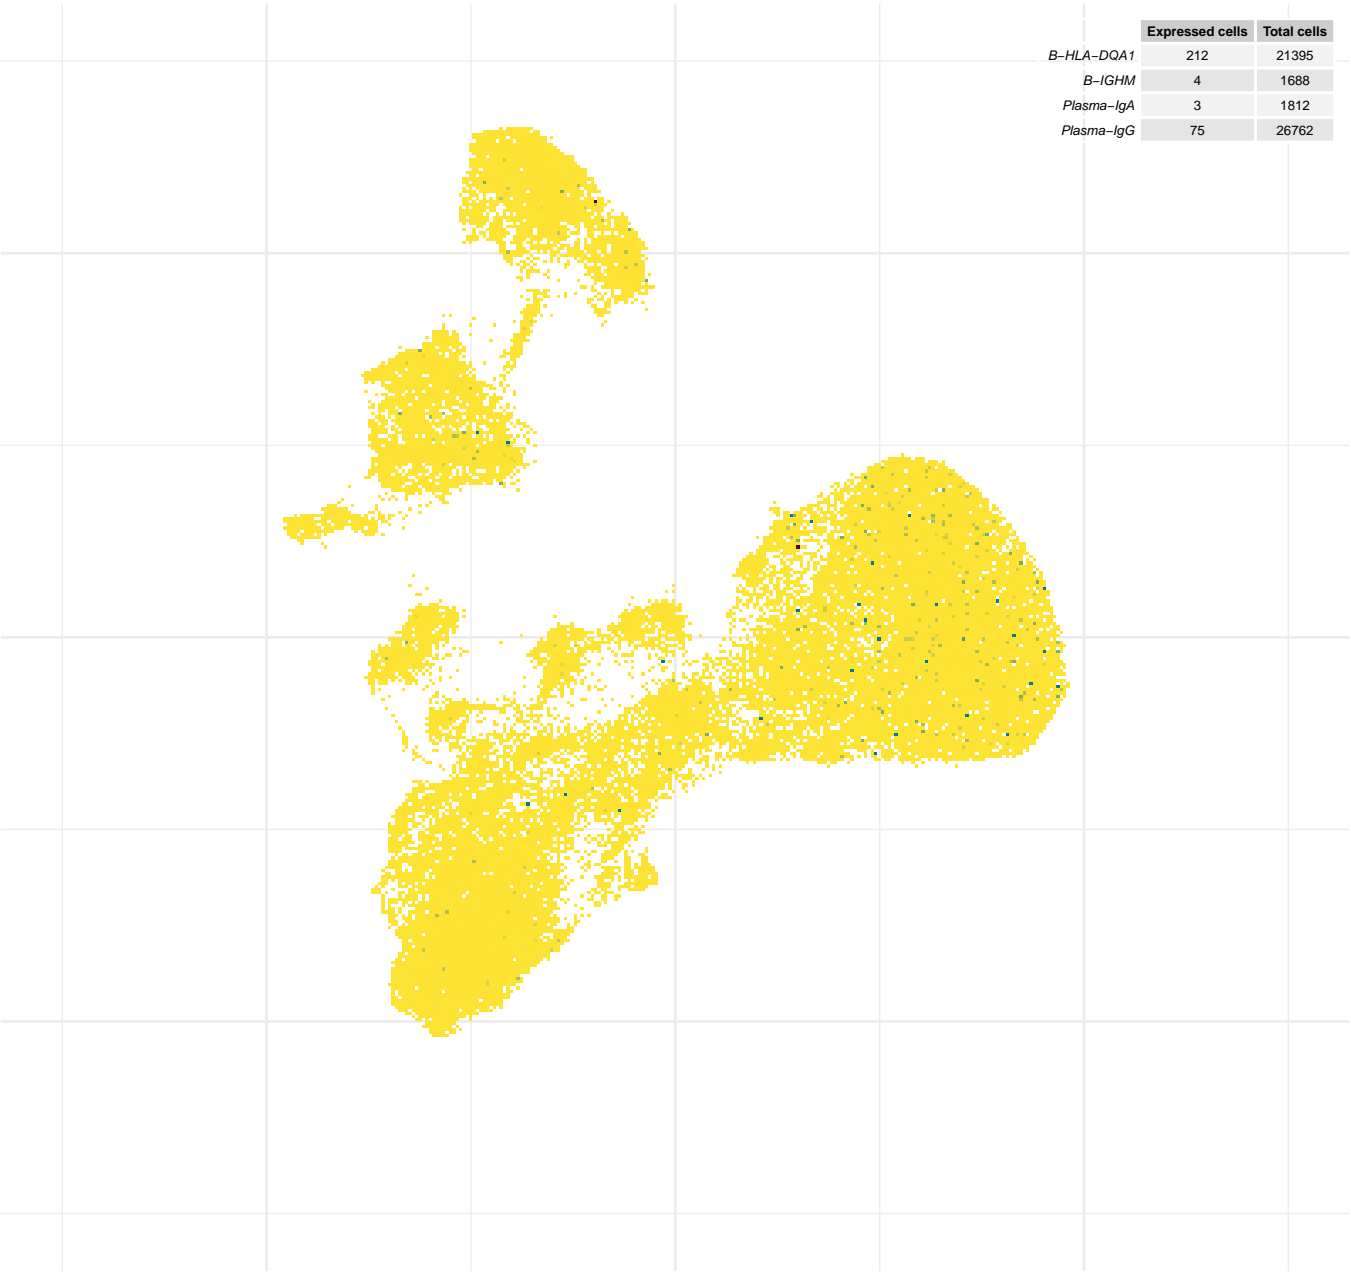 Expressed cells Total cells
B−HLA−DQA1 212 21395
B−IGHM 4 1688
Plasma−IgA 3 1812
Plasma−IgG 75 26762